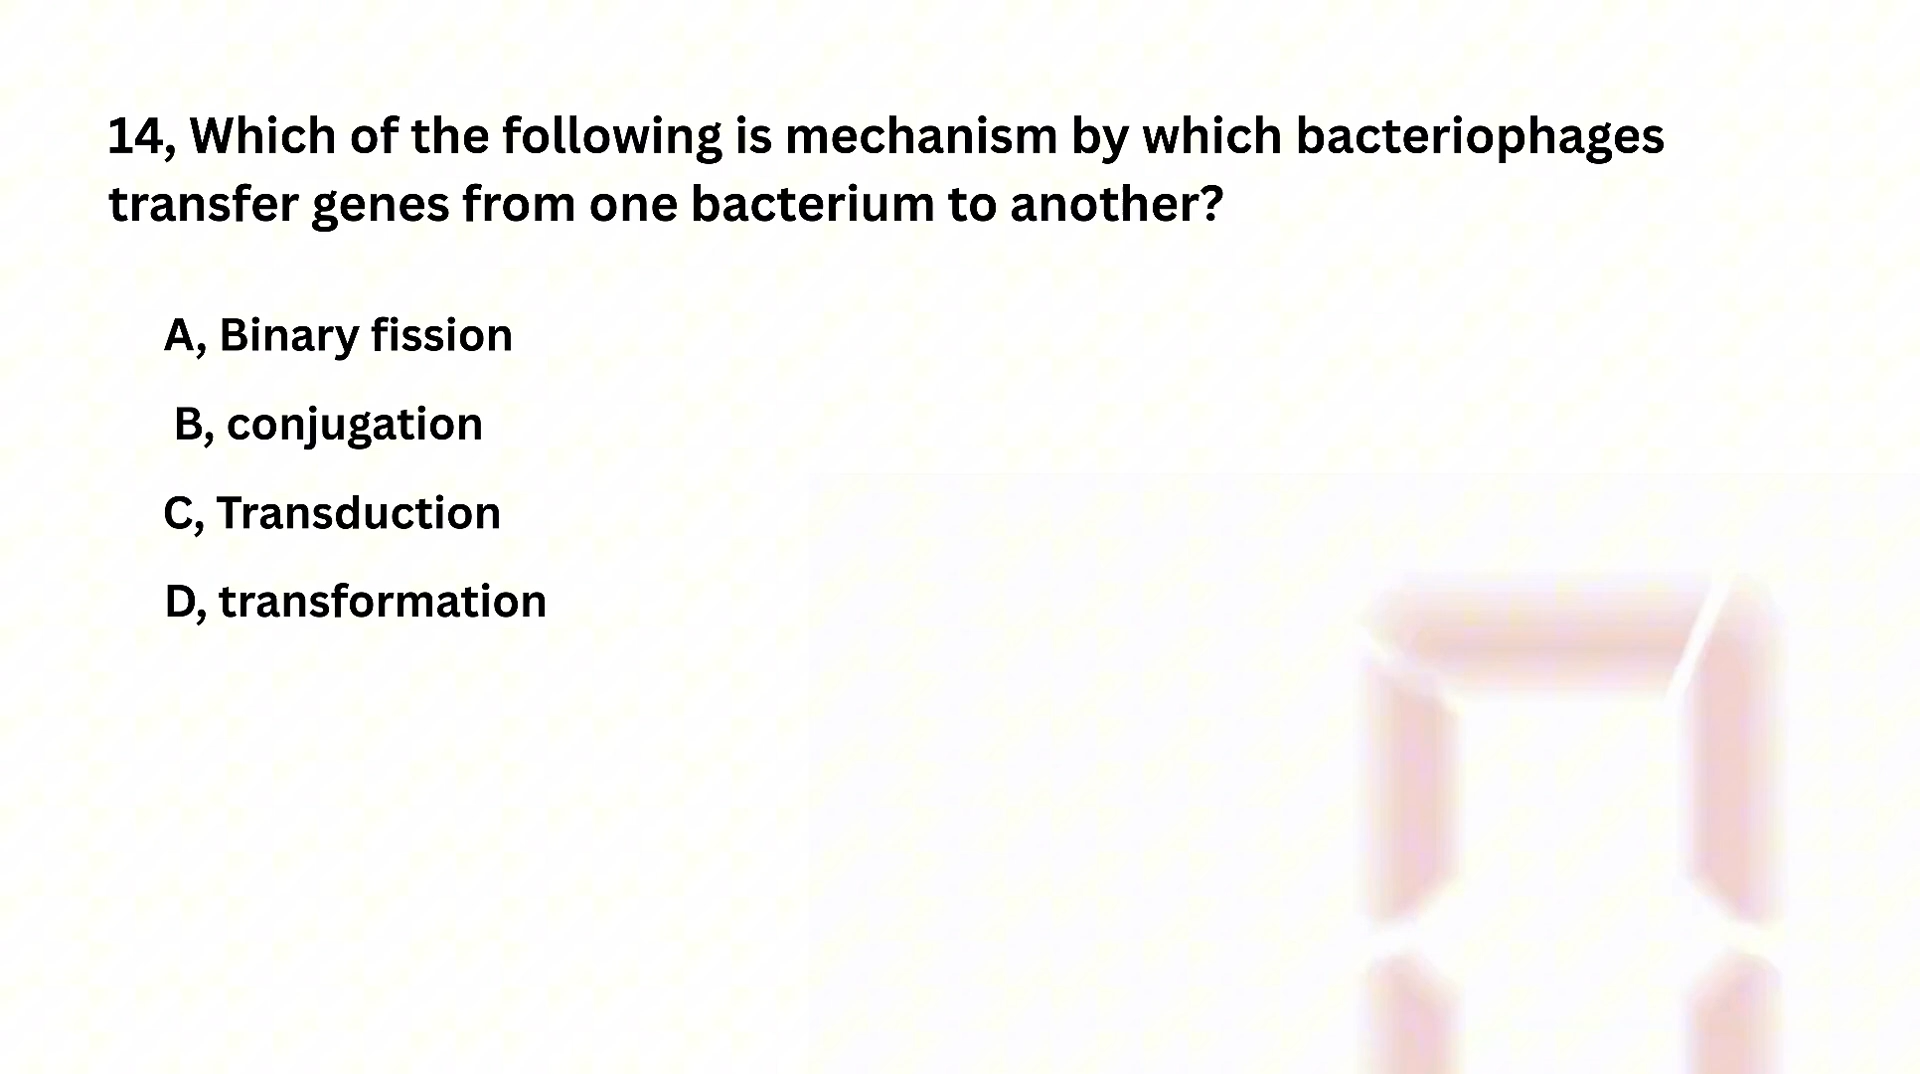 14, Which of the following is mechanism by which bacteriophages
transfer genes from one bacterium to another?
A, Binary fission
B, conjugation
C, Transduction
D, transformation